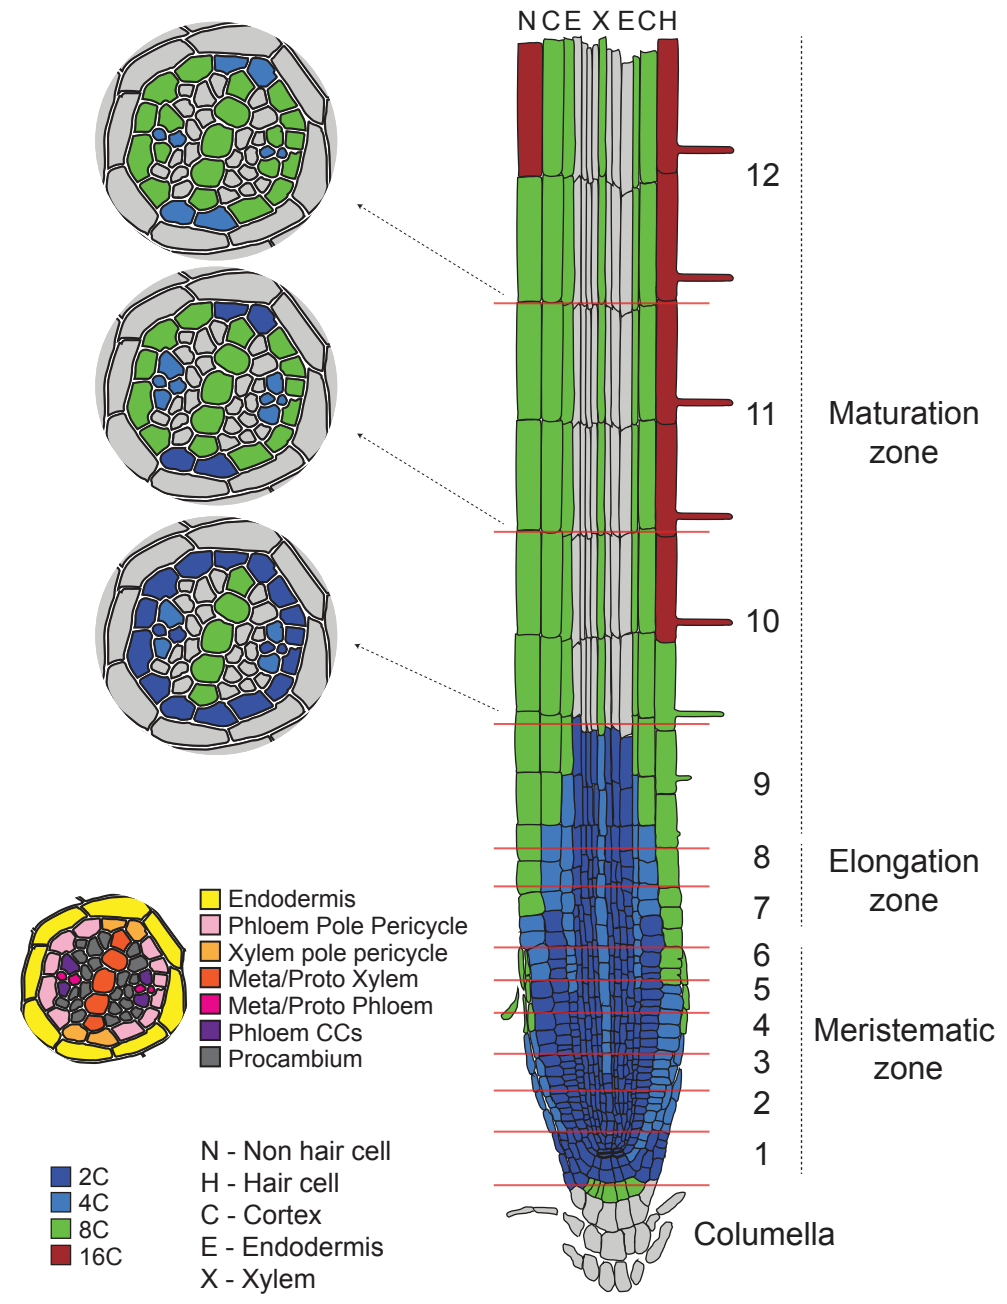 N C E X E C H
12
11
Maturation
zone
10
9
8
Elongation
zone
7
6
5
4
Meristematic
zone
3
2
1
Columella
Endodermis
Phloem Pole Pericycle
Xylem pole pericycle
Meta/Proto Xylem
Meta/Proto Phloem
Phloem CCs
Procambium
2C
4C
8C
16C
N - Non hair cell
H - Hair cell
C - Cortex
E - Endodermis
X - Xylem